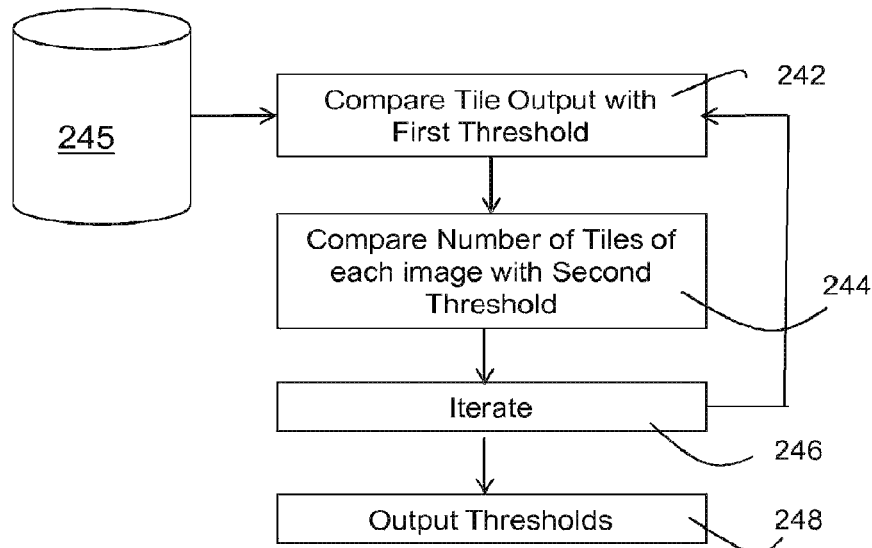 242
Compare Tile Output with
First Threshold
245
Compare Number of Tiles of
each image with Second
Threshold
244
Iterate
246
Output Thresholds
248